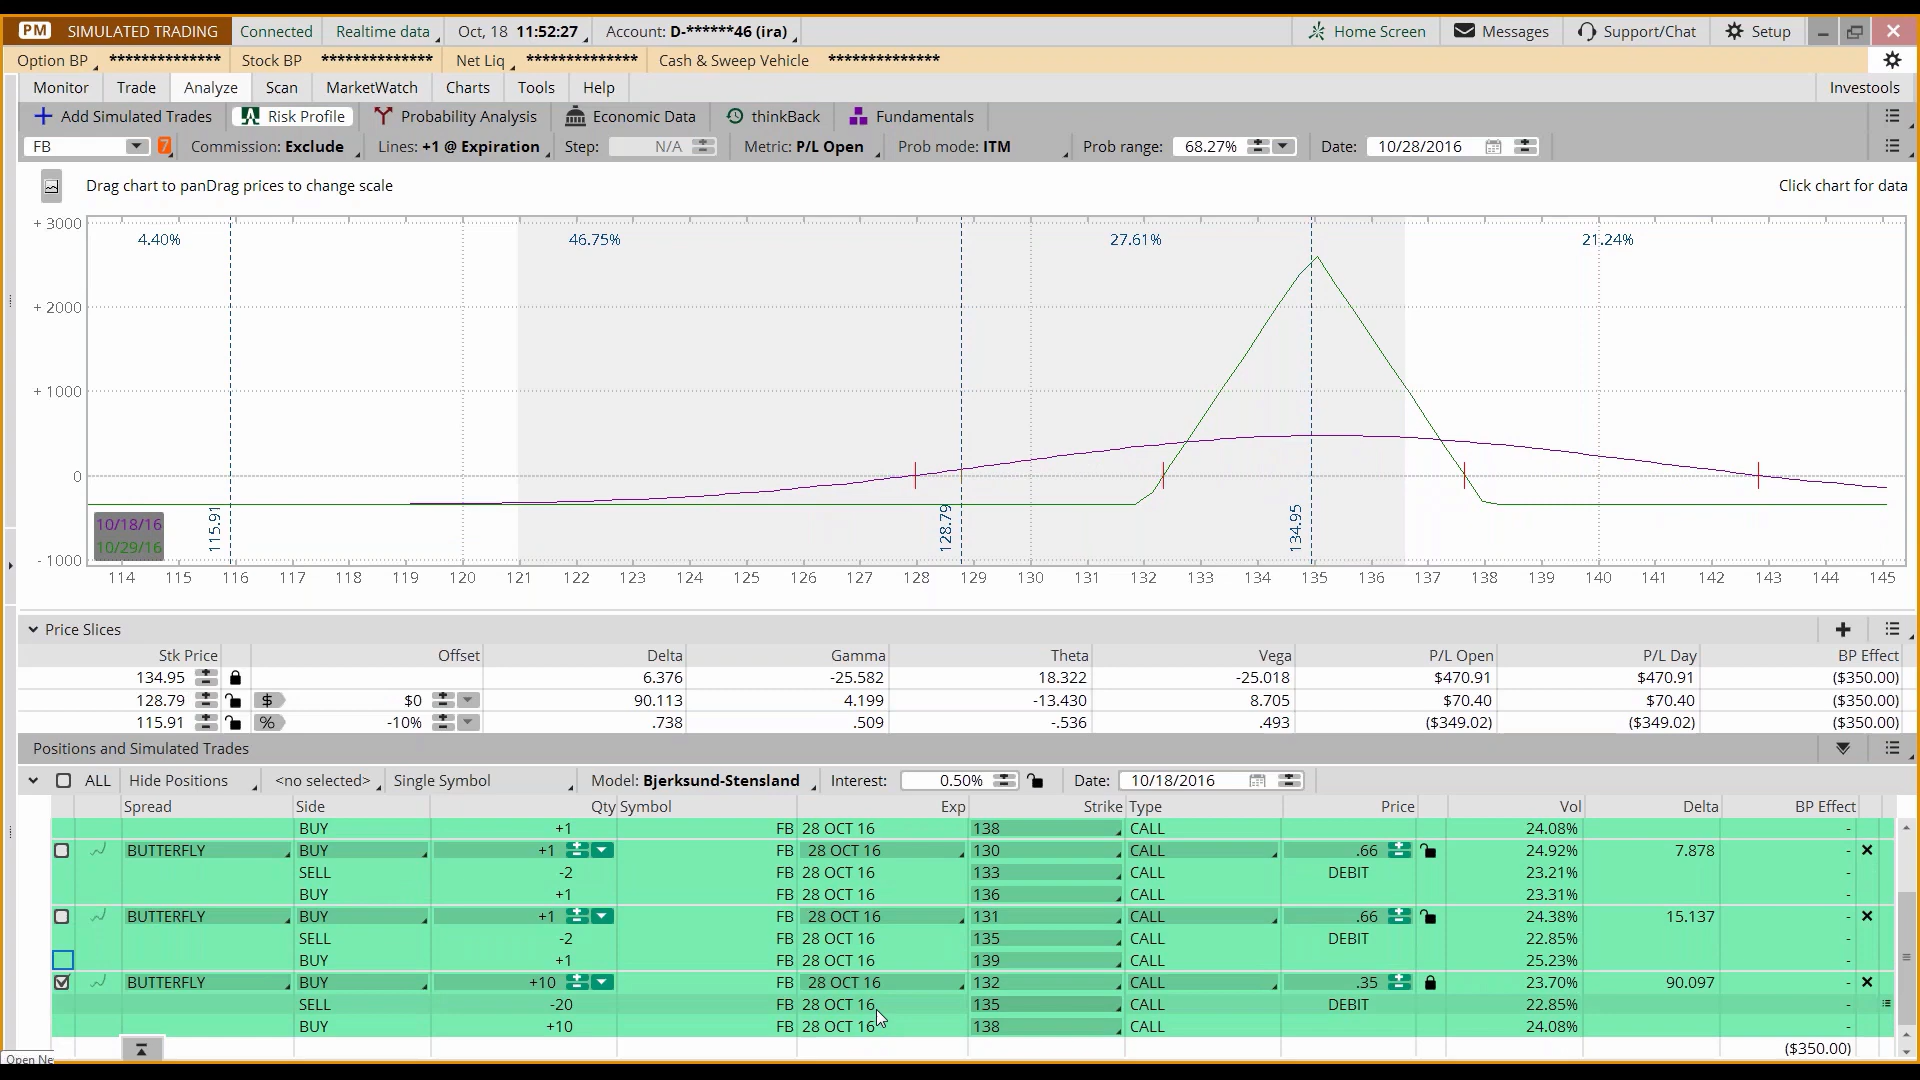 PM SIMULATED TRADING Connected Realtime data Oct, 18 11:52:27 Account: D-******46 (ira) Home Screen Messages Support/Chat Setup
Option BP ************** Stock BP ************** Net Liq ************** Cash & Sweep Vehicle **************
Monitor Trade Analyze Scan MarketWatch Charts Tools Help Investools
Add Simulated Trades Risk Profile Probability Analysis Economic Data thinkBack Fundamentals
FB 7 Commission: Exclude Lines: +1 @ Expiration Step: N/A Metric: P/L Open Prob mode: ITM Prob range: 68.27% Date: 10/28/2016
Drag chart to panDrag prices to change scale Click chart for data
+ 3000
4.40% 46.75% 27.61% 21.24%
+ 2000
+ 1000
0
115.91 128.79 134.95
10/18/16
10/29/16
- 1000
114 115 116 117 118 119 120 121 122 123 124 125 126 127 128 129 130 131 132 133 134 135 136 137 138 139 140 141 142 143 144 145
Price Slices
Stk Price Offset Delta Gamma Theta Vega P/L Open P/L Day BP Effect
134.95 6.376 -25.582 18.322 -25.018 $470.91 $470.91 ($350.00)
128.79 $ $0 90.113 4.199 -13.430 8.705 $70.40 $70.40 ($350.00)
115.91 % -10% .738 .509 -.536 .493 ($349.02) ($349.02) ($350.00)
Positions and Simulated Trades
ALL Hide Positions <no selected> Single Symbol Model: Bjerksund-Stensland Interest: 0.50% Date: 10/18/2016
Spread Side Qty Symbol Exp Strike Type Price Vol Delta BP Effect
BUY +1 FB 28 OCT 16 138 CALL 24.08% -
BUTTERFLY BUY +1 FB 28 OCT 16 130 CALL .66 24.92% 7.878 -
SELL -2 FB 28 OCT 16 133 CALL DEBIT 23.21% -
BUY +1 FB 28 OCT 16 136 CALL 23.31% -
BUTTERFLY BUY +1 FB 28 OCT 16 131 CALL .66 24.38% 15.137 -
SELL -2 FB 28 OCT 16 135 CALL DEBIT 22.85% -
BUY +1 FB 28 OCT 16 139 CALL 25.23% -
BUTTERFLY BUY +10 FB 28 OCT 16 132 CALL .35 23.70% 90.097 -
SELL -20 FB 28 OCT 16 135 CALL DEBIT 22.85% -
BUY +10 FB 28 OCT 16 138 CALL 24.08% -
($350.00)
Open Ne